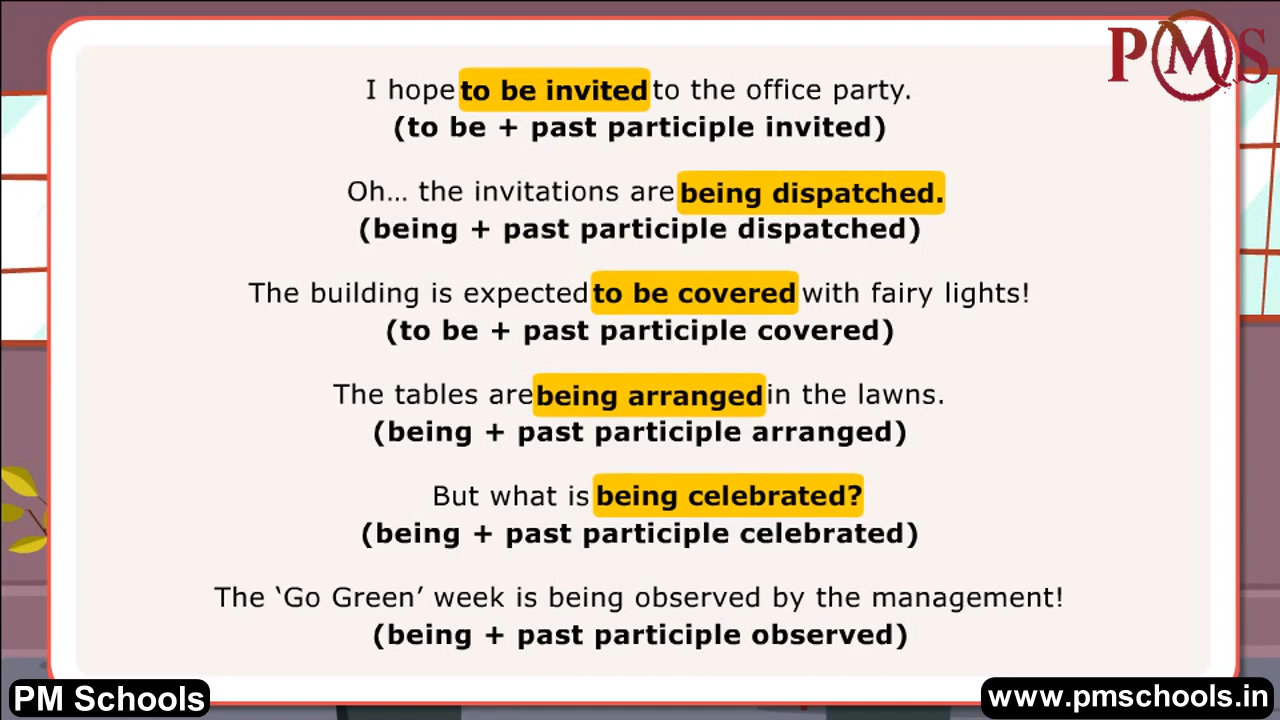 PMS
I hope to be invited to the office party.
(to be + past participle invited)
Oh... the invitations are being dispatched.
(being + past participle dispatched)
The building is expected to be covered with fairy lights!
(to be + past participle covered)
The tables are being arranged in the lawns.
(being + past participle arranged)
But what is being celebrated?
(being + past participle celebrated)
The ‘Go Green’ week is being observed by the management!
(being + past participle observed)
PM Schools
www.pmschools.in